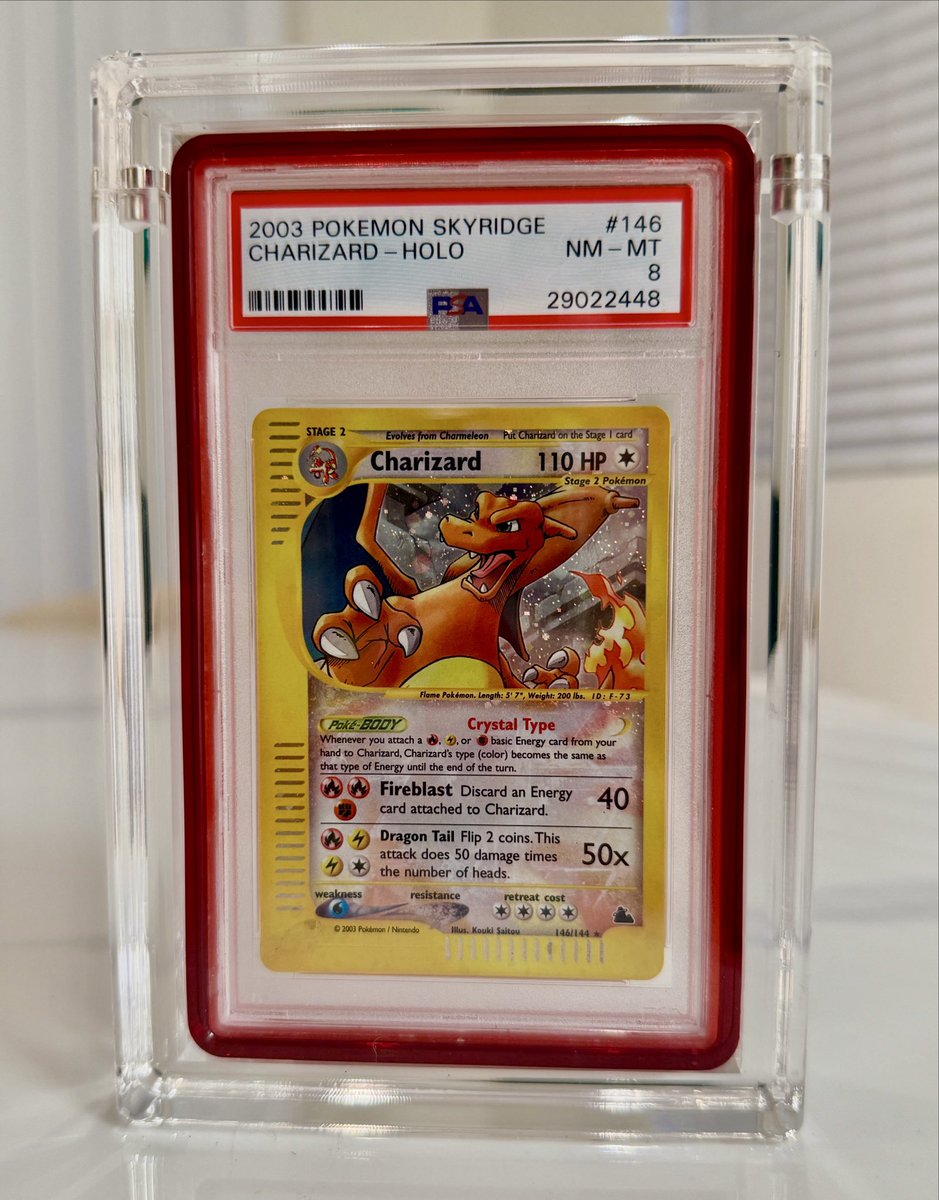 2003 POKEMON SKYRIDGE #146
CHARIZARD – HOLO NM – MT
8
PSA 29022448
STAGE 2 Evolves from Charmeleon Put Charizard on the Stage 1 card
Charizard 110 HP
Stage 2 Pokémon
Flame Pokémon. Length: 5' 7", Weight: 200 lbs. ID: F-73
Poké-BODY Crystal Type
Whenever you attach a , , or basic Energy card from your
hand to Charizard, Charizard's type (color) becomes the same as
that type of Energy until the end of the turn.
Fireblast Discard an Energy
card attached to Charizard. 40
Dragon Tail Flip 2 coins. This
attack does 50 damage times
the number of heads. 50x
weakness resistance retreat cost
© 2003 Pokémon / Nintendo Illus. Kouki Saitou 146/144